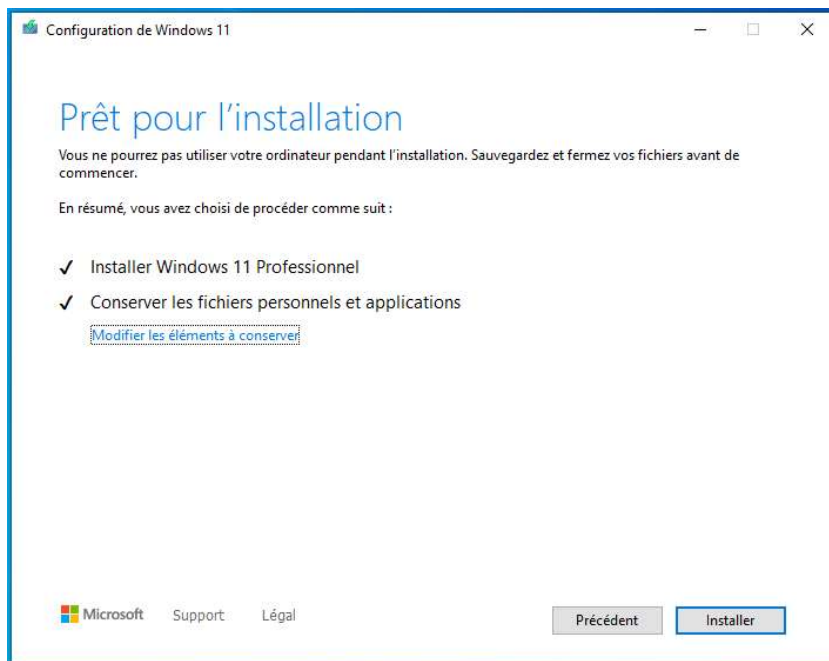 Configuration de Windows 11
Prêt pour l'installation
Vous ne pourrez pas utiliser votre ordinateur pendant l'installation. Sauvegardez et fermez vos fichiers avant de
commencer.
En résumé, vous avez choisi de procéder comme suit :
Installer Windows 11 Professionnel
Conserver les fichiers personnels et applications
Modifier les éléments à conserver
Microsoft Support Légal Précédent Installer